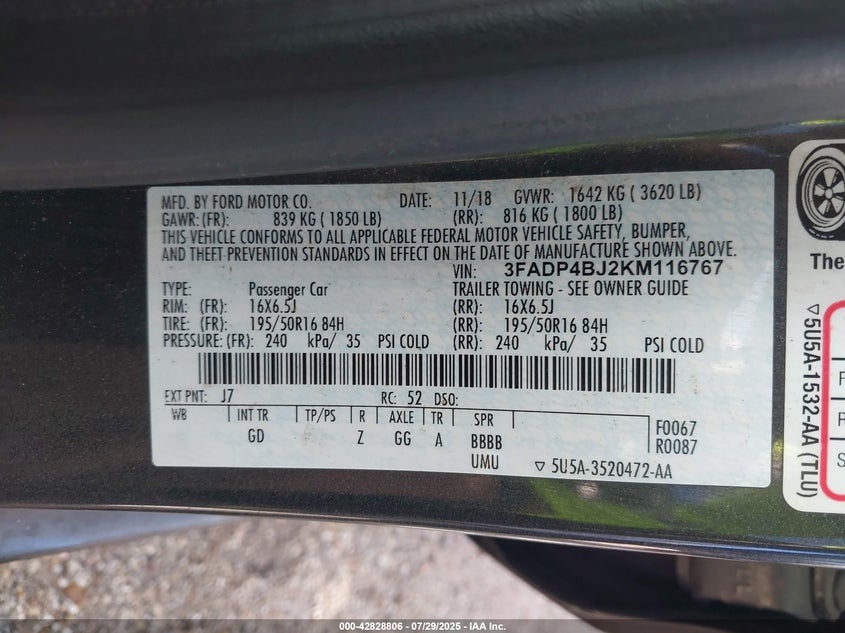 MFD. BY FORD MOTOR CO. DATE: 11/18 GVWR: 1642 KG ( 3620 LB)
GAWR: (FR): 839 KG ( 1850 LB) (RR): 816 KG ( 1800 LB)
THIS VEHICLE CONFORMS TO ALL APPLICABLE FEDERAL MOTOR VEHICLE SAFETY, BUMPER,
AND THEFT PREVENTION STANDARDS IN EFFECT ON THE DATE OF MANUFACTURE SHOWN ABOVE.
VIN: 3FADP4BJ2KM116767
TYPE: Passenger Car TRAILER TOWING - SEE OWNER GUIDE
RIM: (FR): 16X6.5J (RR): 16X6.5J
TIRE: (FR): 195/50R16 84H (RR): 195/50R16 84H
PRESSURE: (FR): 240 kPa/ 35 PSI COLD (RR): 240 kPa/ 35 PSI COLD
EXT PNT: J7 RC: 52 DSO:
WB INT TR TP/PS R AXLE TR SPR
GD Z GG A BBBB
UMU
F0067
R0087
▽ 5U5A-3520472-AA
The
▽5U5A-1532-AA (TLU)
F
R
S
000-42828806 - 07/29/2025 - IAA Inc.